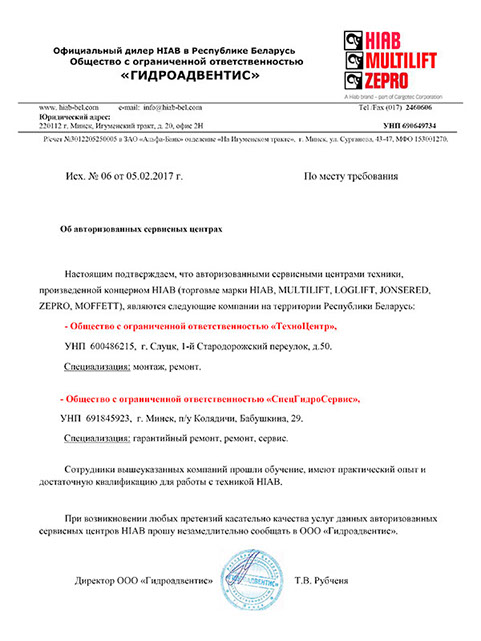 Официальный дилер HIAB в Республике Беларусь
Общество с ограниченной ответственностью
«ГИДРОАДВЕНТИС»
HIAB
MULTILIFT
ZEPRO
A Hiab brand – part of Cargotec Corporation
www. hiab-bel.com e-mail: info@hiab-bel.com Tel /Fax (017) 2460606
Юридический адрес:
220112 г. Минск, Игуменский тракт, д. 20, офис 2Н УНП 690649734
Р/счет №3012205250005 в ЗАО «Альфа-Банк» отделение «На Игуменском тракте», г. Минск, ул. Сурганова, 43-47, МФО 153001270.
Исх. № 06 от 05.02.2017 г. По месту требования
Об авторизованных сервисных центрах
Настоящим подтверждаем, что авторизованными сервисными центрами техники,
произведенной концерном HIAB (торговые марки HIAB, MULTILIFT, LOGLIFT, JONSERED,
ZEPRO, MOFFETT), являются следующие компании на территории Республики Беларусь:
- Общество с ограниченной ответственностью «ТехноЦентр»,
УНП 600486215, г. Слуцк, 1-й Стародорожский переулок, д.50.
Специализация: монтаж, ремонт.
- Общество с ограниченной ответственностью «СпецГидроСервис»,
УНП 691845923, г. Минск, п/у Колядичи, Бабушкина, 29.
Специализация: гарантийный ремонт, ремонт, сервис.
Сотрудники вышеуказанных компаний прошли обучение, имеют практический опыт и
достаточную квалификацию для работы с техникой HIAB.
При возникновении любых претензий касательно качества услуг данных авторизованных
сервисных центров HIAB прошу незамедлительно сообщать в ООО «Гидроадвентис».
Директор ООО «Гидроадвентис» Т.В. Рубченя